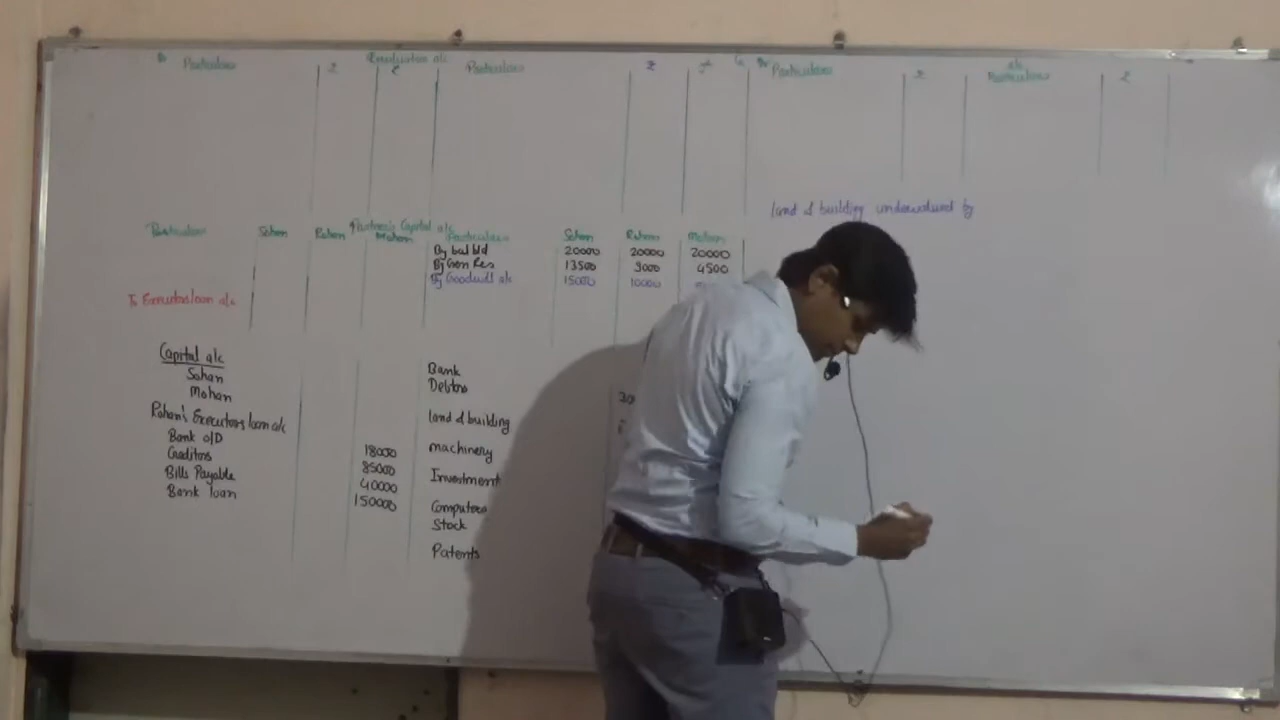 Particulars ₹ Revaluation a/c ₹ Particulars ₹ ₹ Particulars ₹ Particulars ₹
land & building undervalued by
Partner's Capital a/c
Particulars Sohan Rohan Mohan Particulars Sohan Rohan Mohan
By bal b/d 20000 20000 20000
By Gen Res 13500 9000 4500
By Goodwill a/c 15000 10000
To Executors loan a/c
Capital a/c
Sohan
Mohan
Rohan's Executors loan a/c
Bank O/D 18000
Creditors 85000
Bills Payable 40000
Bank loan 150000
Bank
Debtors
land & building
machinery
Investment
Computers
Stock
Patents